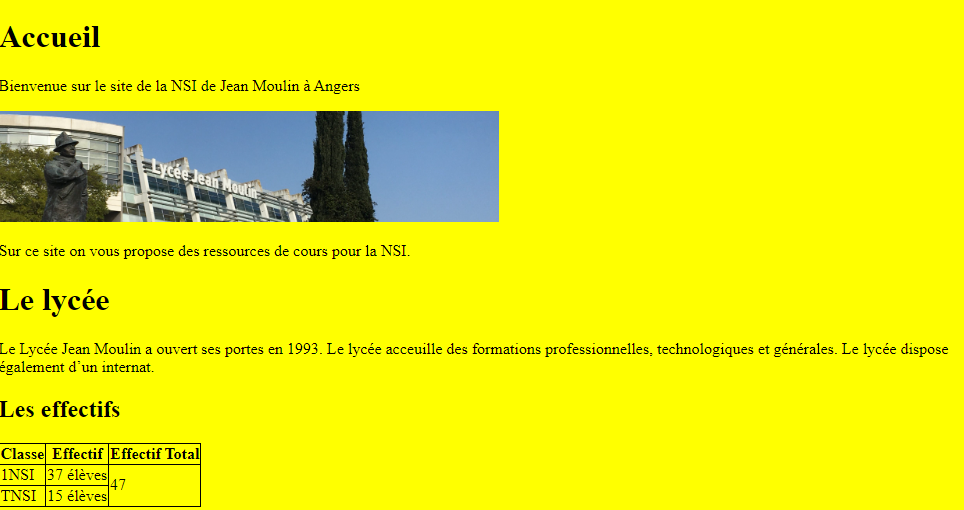 Accueil
Bienvenue sur le site de la NSI de Jean Moulin à Angers
Lycée Jean Moulin
Sur ce site on vous propose des ressources de cours pour la NSI.
Le lycée
Le Lycée Jean Moulin a ouvert ses portes en 1993. Le lycée acceuille des formations professionnelles, technologiques et générales. Le lycée dispose
également d’un internat.
Les effectifs
Classe Effectif Effectif Total
1NSI 37 élèves 47
TNSI 15 élèves